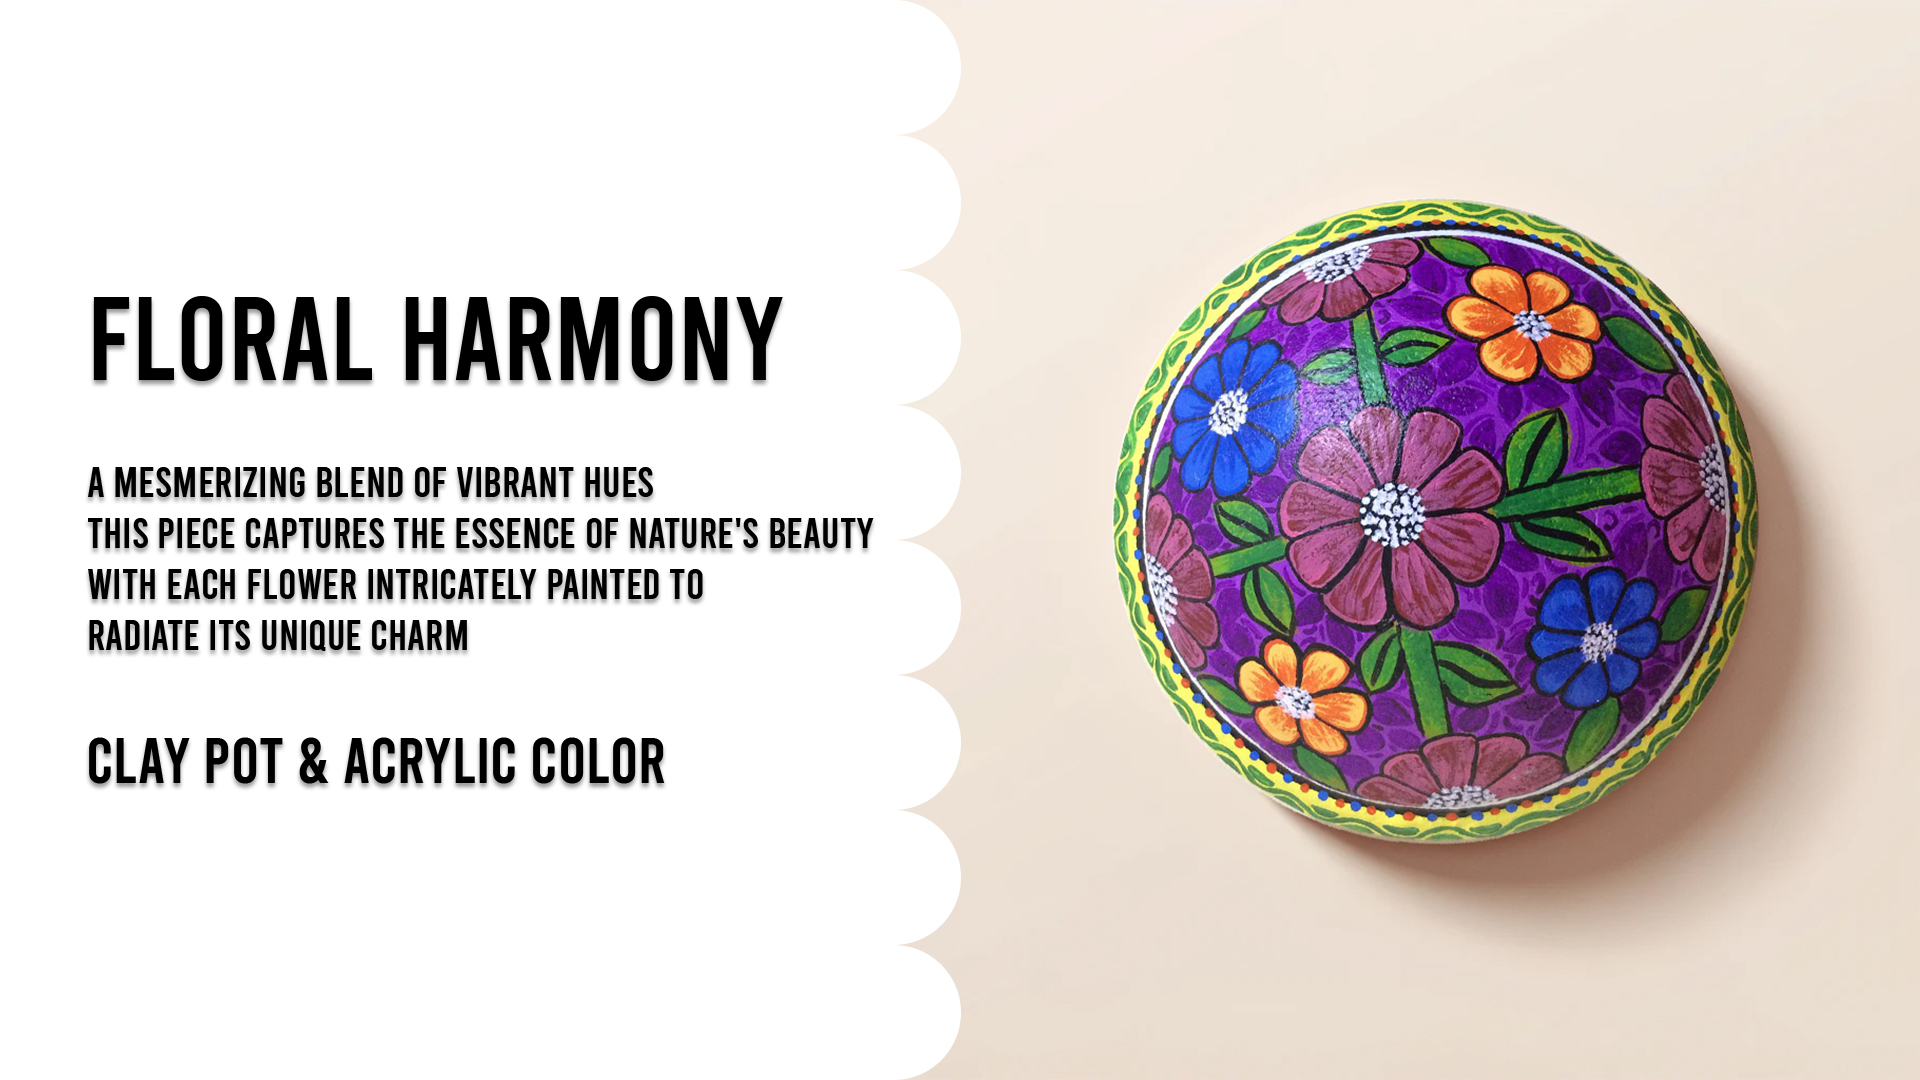 FLORAL HARMONY
A MESMERIZING BLEND OF VIBRANT HUES
THIS PIECE CAPTURES THE ESSENCE OF NATURE'S BEAUTY
WITH EACH FLOWER INTRICATELY PAINTED TO
RADIATE ITS UNIQUE CHARM
CLAY POT & ACRYLIC COLOR